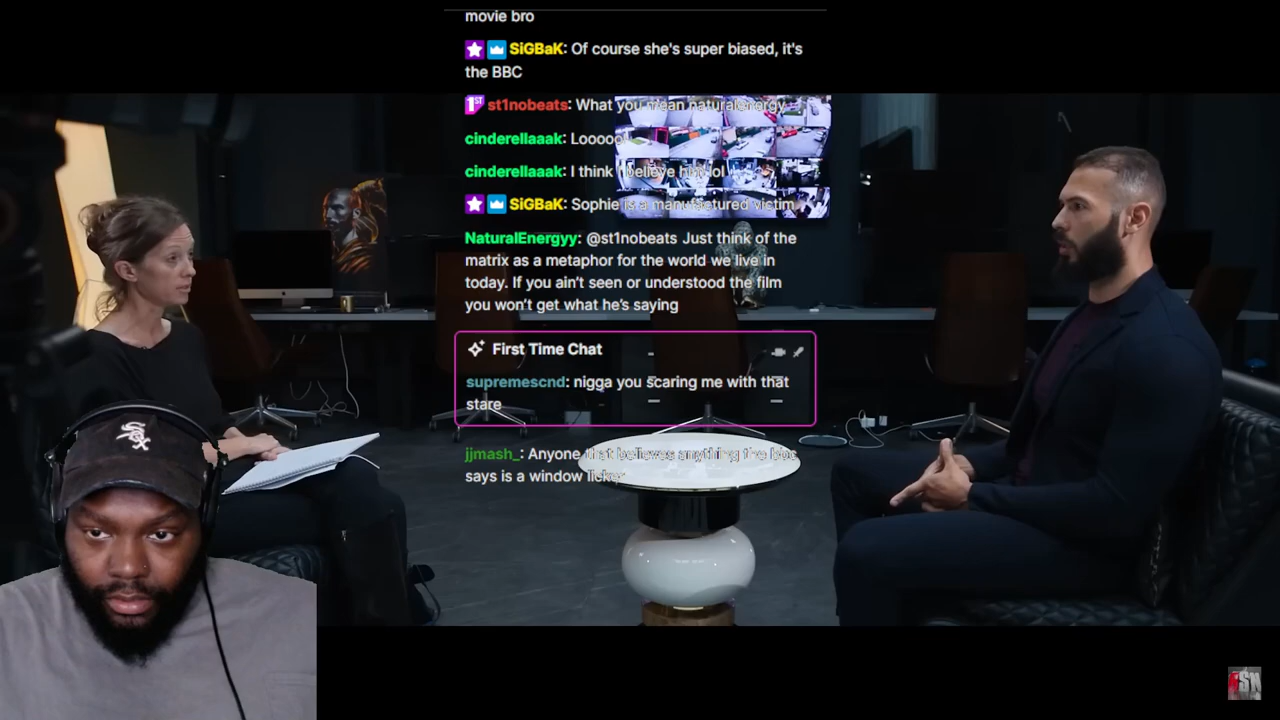 movie bro
SiGBaK: Of course she's super biased, it's
the BBC
1ST st1nobeats: What you mean naturalenergy
cinderellaaak: Looool
cinderellaaak: I think I believe him lol
SiGBaK: Sophie is a manufactured victim
NaturalEnergyy: @st1nobeats Just think of the
matrix as a metaphor for the world we live in
today. If you ain't seen or understood the film
you won't get what he's saying
First Time Chat
supremescnd: nigga you scaring me with that
stare
jjmash_: Anyone that believes anything the bbc
says is a window licker